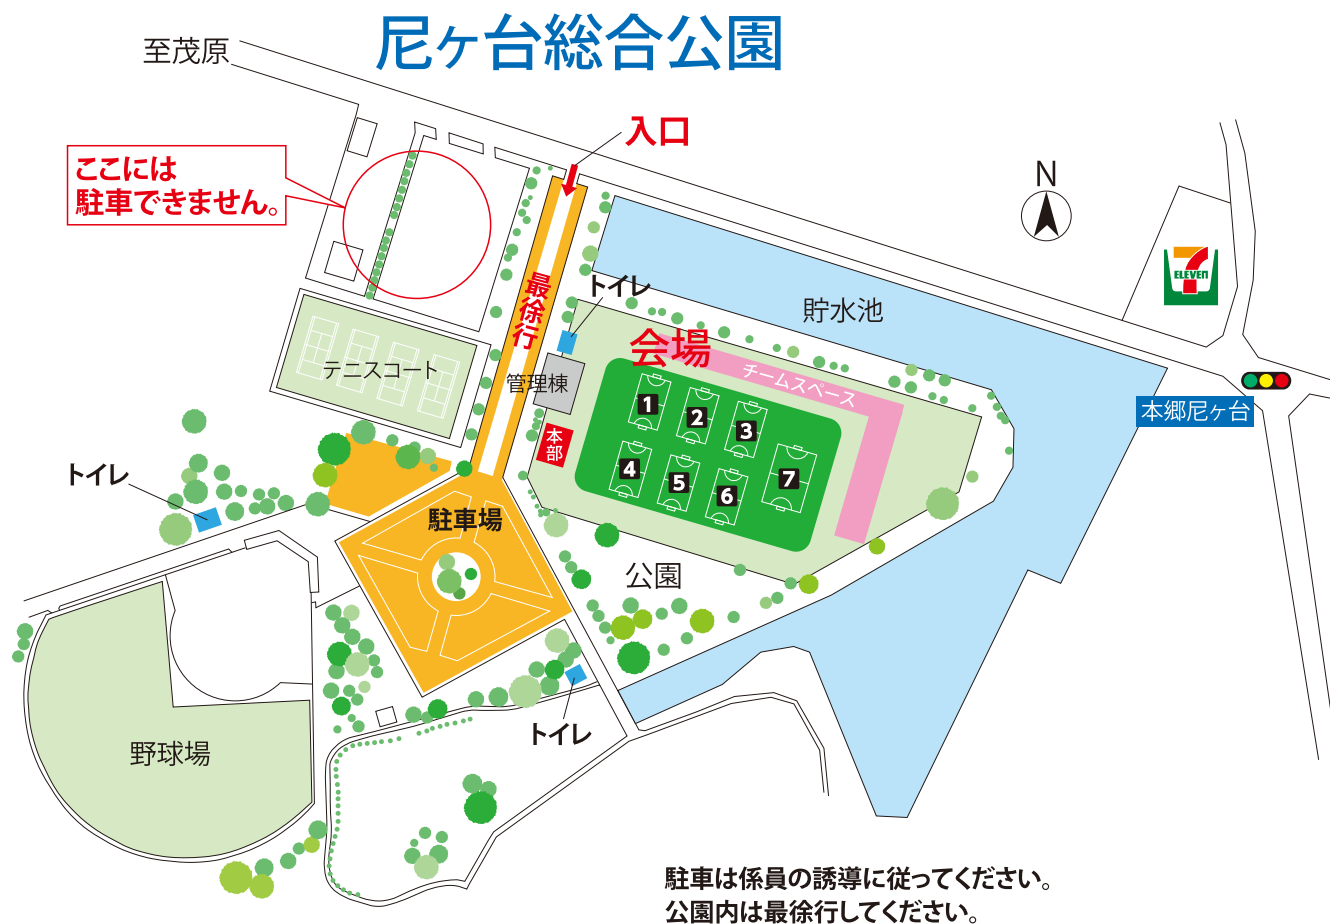 尼ヶ台総合公園
至茂原
入口
ここには
駐車できません。
N
ELEVEN
トイレ
最徐行
貯水池
会場
チームスペース
テニスコート
管理棟
本部
1
2
3
4
5
6
7
本郷尼ヶ台
トイレ
駐車場
公園
トイレ
野球場
駐車は係員の誘導に従ってください。
公園内は最徐行してください。